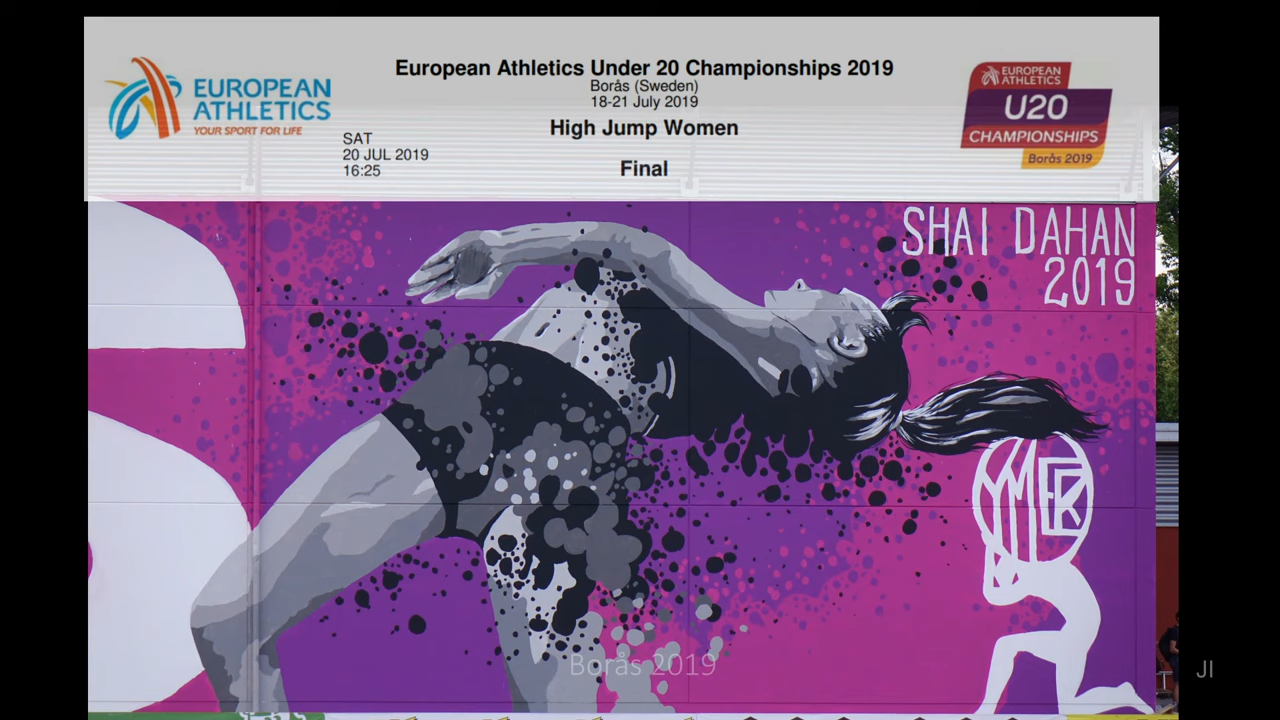 EUROPEAN
ATHLETICS
YOUR SPORT FOR LIFE
European Athletics Under 20 Championships 2019
Borås (Sweden)
18-21 July 2019
High Jump Women
SAT
20 JUL 2019
16:25
Final
EUROPEAN
ATHLETICS
U20
CHAMPIONSHIPS
Borås 2019
SHAI DAHAN
2019
YMER
Borås 2019
JI